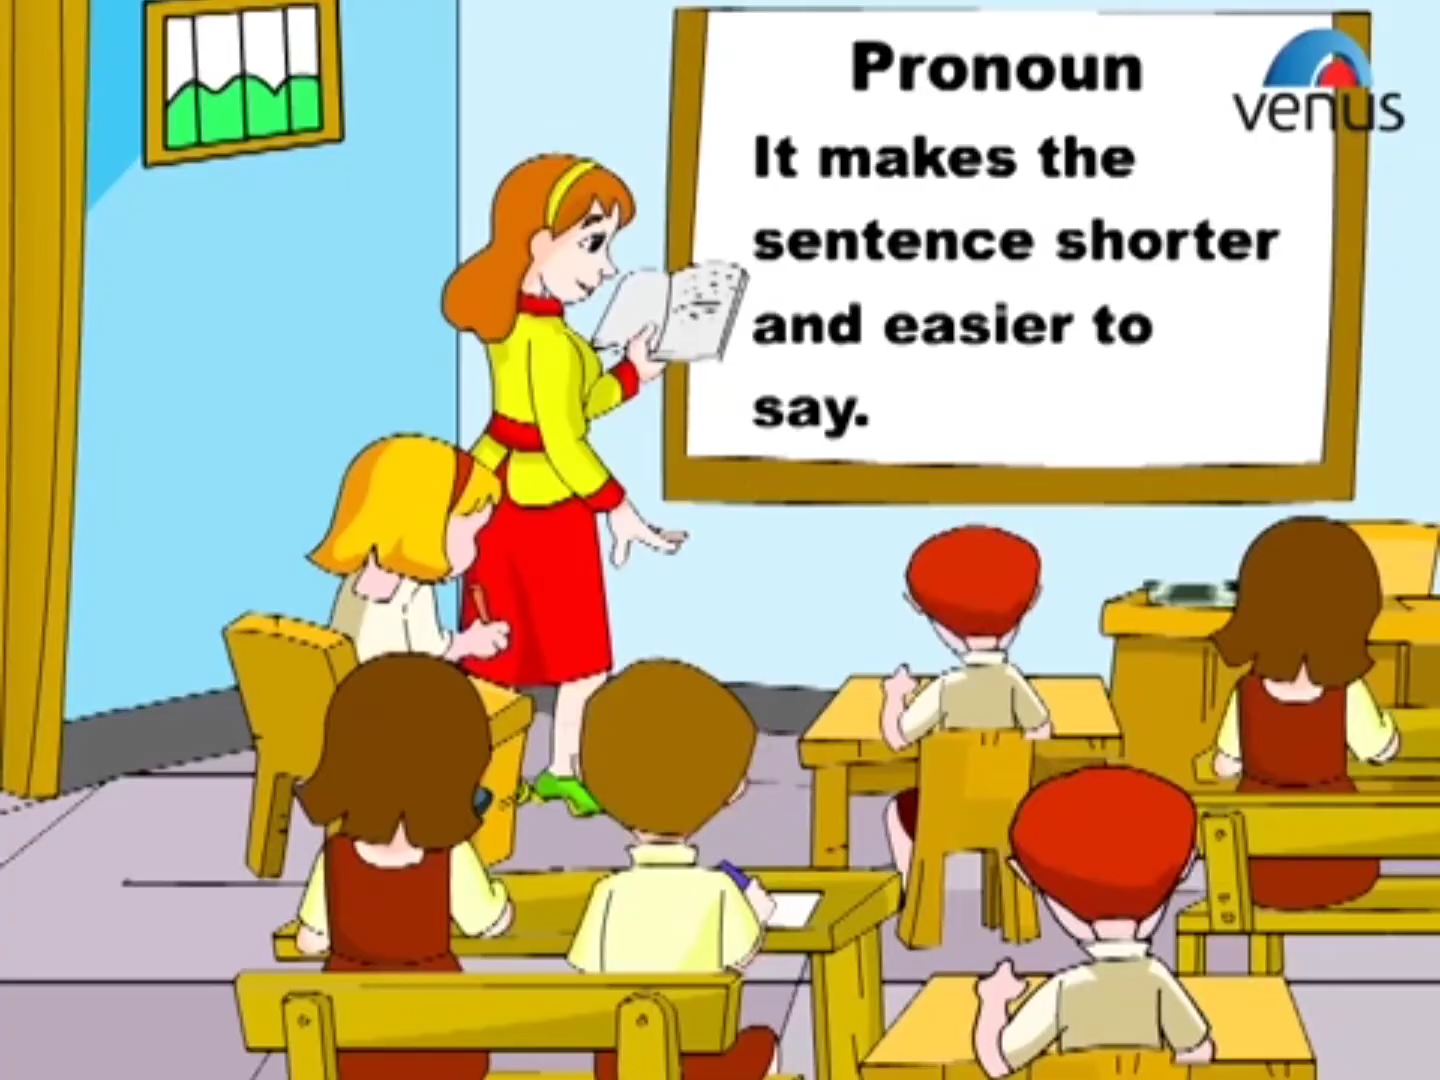 Pronoun
venus
It makes the
sentence shorter
and easier to
say.